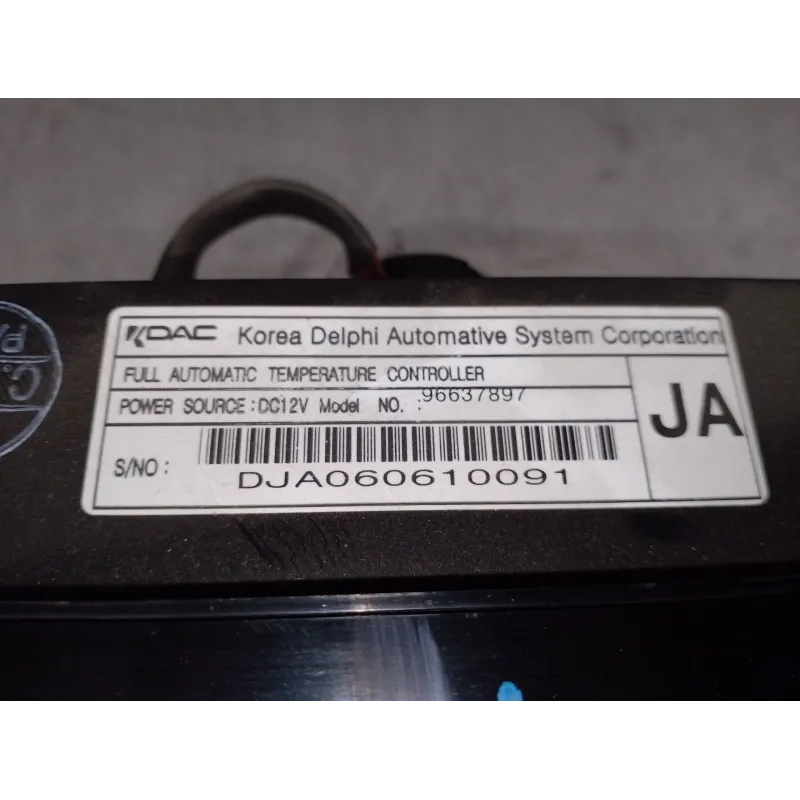 KDAC Korea Delphi Automative System Corporation
FULL AUTOMATIC TEMPERATURE CONTROLLER
POWER SOURCE : DC12V Model NO. : 96637897
JA
S/NO :
DJA060610091